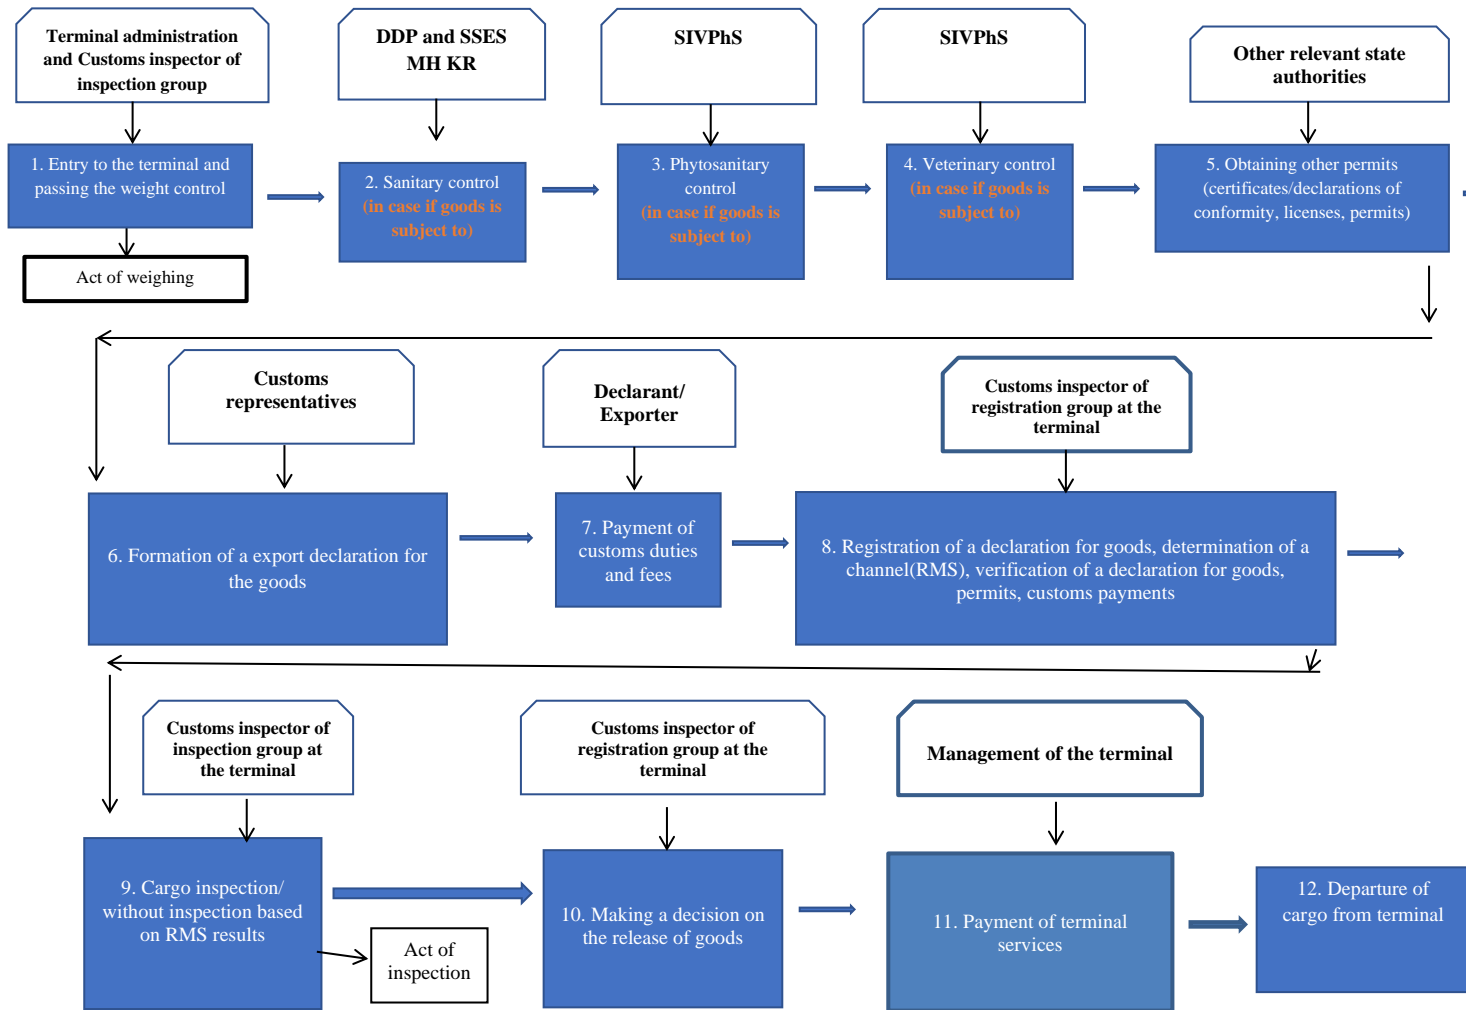 Terminal administration
and Customs inspector of
inspection group
DDP and SSES
MH KR
SIVPhS
SIVPhS
Other relevant state
authorities
1. Entry to the terminal and
passing the weight control
2. Sanitary control
(in case if goods is
subject to)
3. Phytosanitary
control
(in case if goods is
subject to)
4. Veterinary control
(in case if goods is
subject to)
5. Obtaining other permits
(certificates/declarations of
conformity, licenses, permits)
Act of weighing
Customs
representatives
Declarant/
Exporter
Customs inspector of
registration group at the
terminal
6. Formation of a export declaration for
the goods
7. Payment of
customs duties
and fees
8. Registration of a declaration for goods, determination of a
channel(RMS), verification of a declaration for goods,
permits, customs payments
Customs inspector of
inspection group at
the terminal
Customs inspector of
registration group at the
terminal
Management of the terminal
9. Cargo inspection/
without inspection based
on RMS results
Act of
inspection
10. Making a decision on
the release of goods
11. Payment of terminal
services
12. Departure of
cargo from terminal